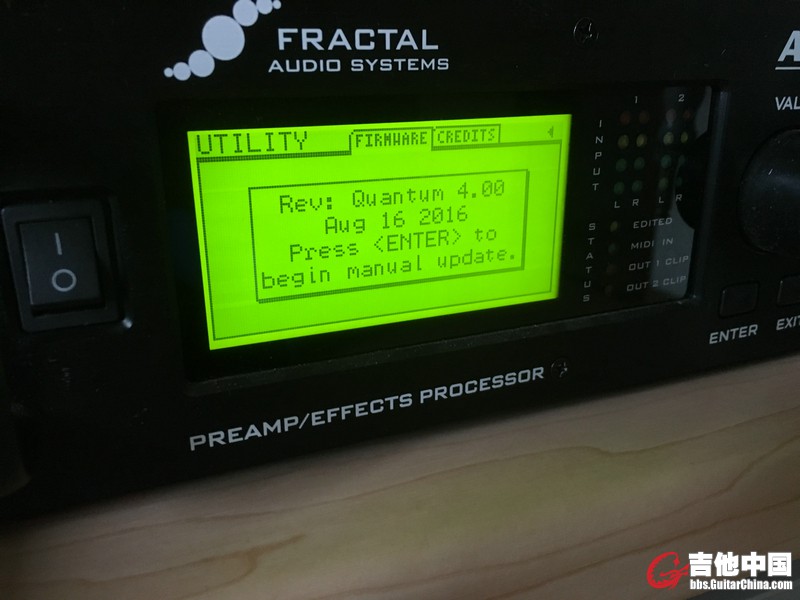 FRACTAL
AUDIO SYSTEMS
A
VAL
UTILITY FIRMWARE CREDITS
Rev: Quantum 4.00
Aug 16 2016
Press <ENTER> to
begin manual update.
1 2
INPUT
L R L R
STATUS
EDITED
MIDI IN
OUT 1 CLIP
OUT 2 CLIP
I
O
ENTER
EXIT
PREAMP/EFFECTS PROCESSOR
吉他中国
bbs.GuitarChina.com